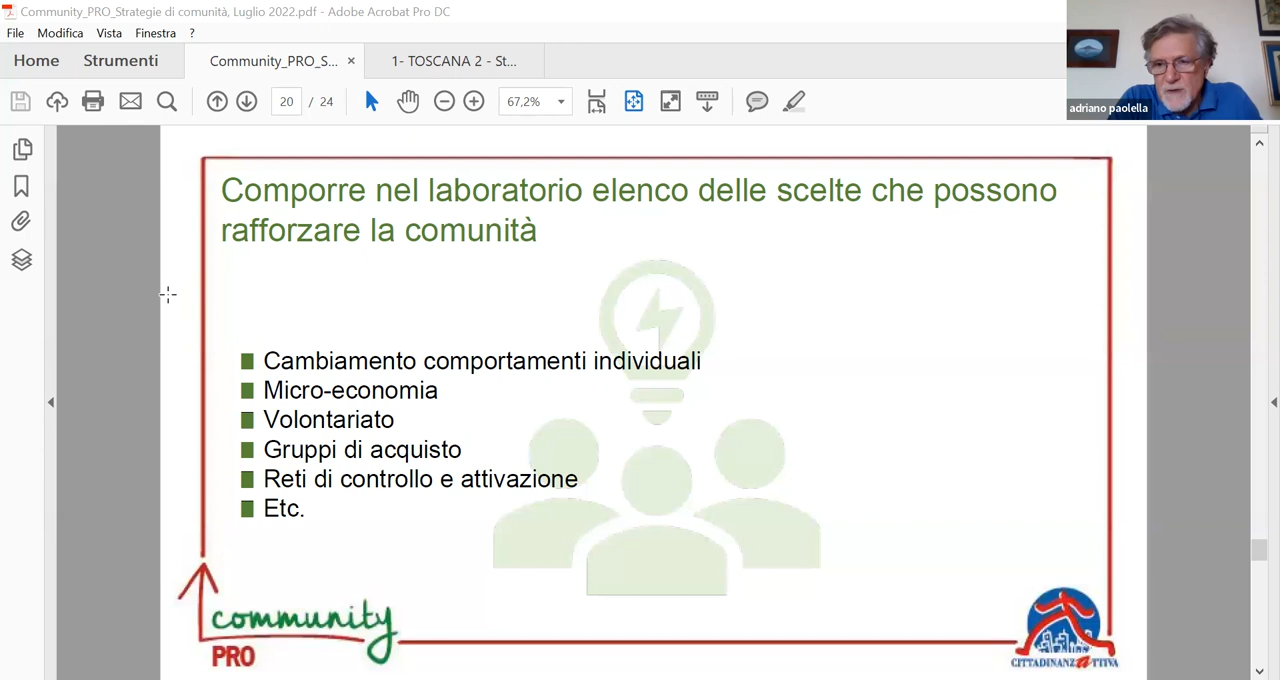 Community_PRO_Strategie di comunità, Luglio 2022.pdf - Adobe Acrobat Pro DC
File Modifica Vista Finestra ?
Home Strumenti Community_PRO_S... × 1- TOSCANA 2 - St...
20 / 24 67,2%
adriano paolella
Comporre nel laboratorio elenco delle scelte che possono
rafforzare la comunità
Cambiamento comportamenti individuali
Micro-economia
Volontariato
Gruppi di acquisto
Reti di controllo e attivazione
Etc.
community
PRO
CITTADINANZATTIVA